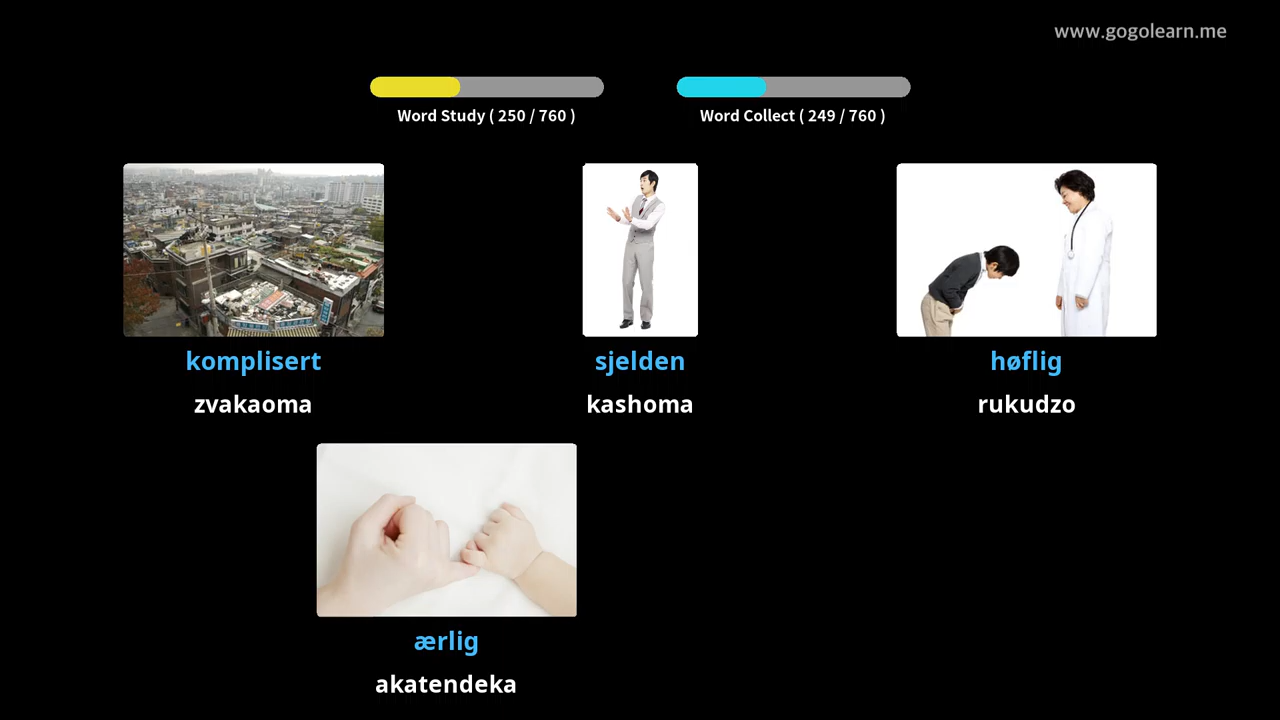 www.gogolearn.me
Word Study ( 250 / 760 )
Word Collect ( 249 / 760 )
komplisert
zvakaoma
sjelden
kashoma
høflig
rukudzo
ærlig
akatendeka